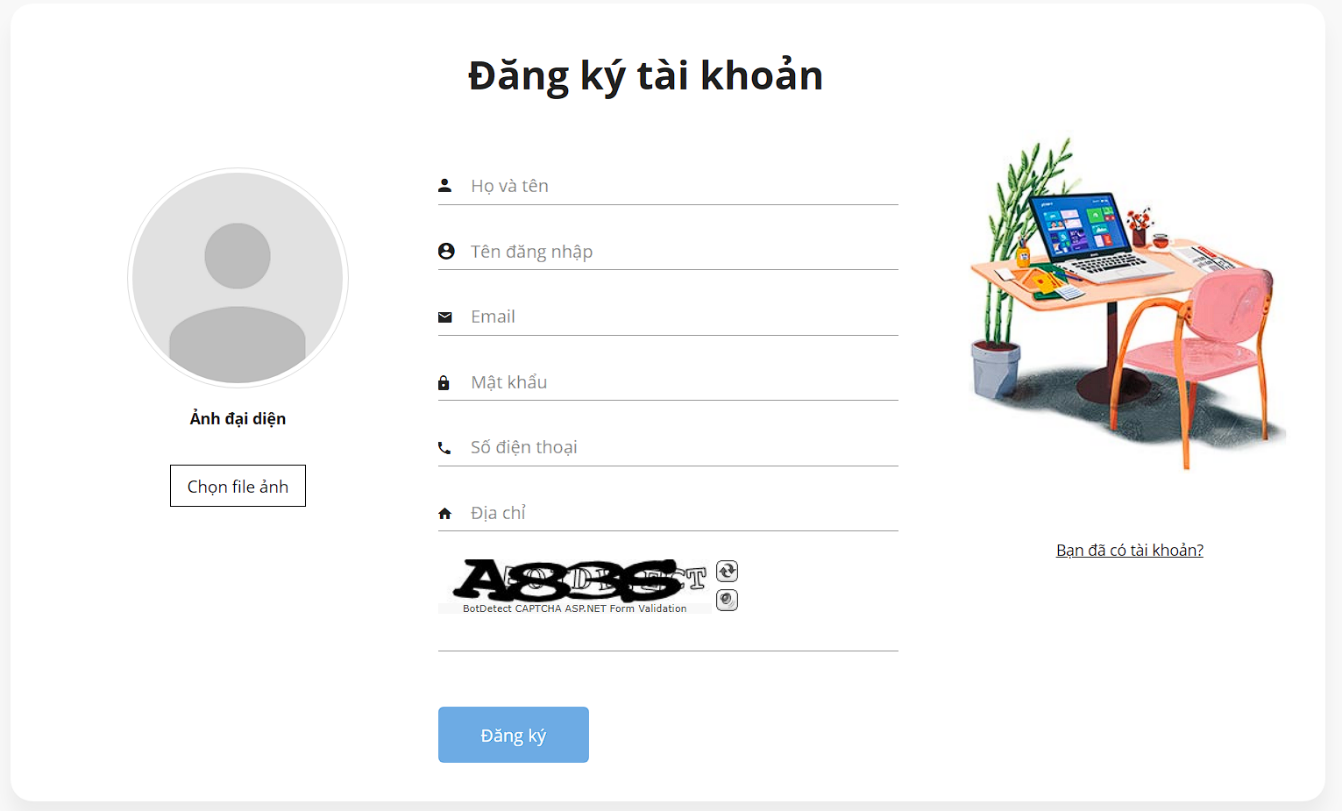 Đăng ký tài khoản
Họ và tên
Tên đăng nhập
Email
Mật khẩu
Số điện thoại
Địa chỉ
Ảnh đại diện
Chọn file ảnh
BotDetect CAPTCHA ASP.NET Form Validation
Đăng ký
Bạn đã có tài khoản?